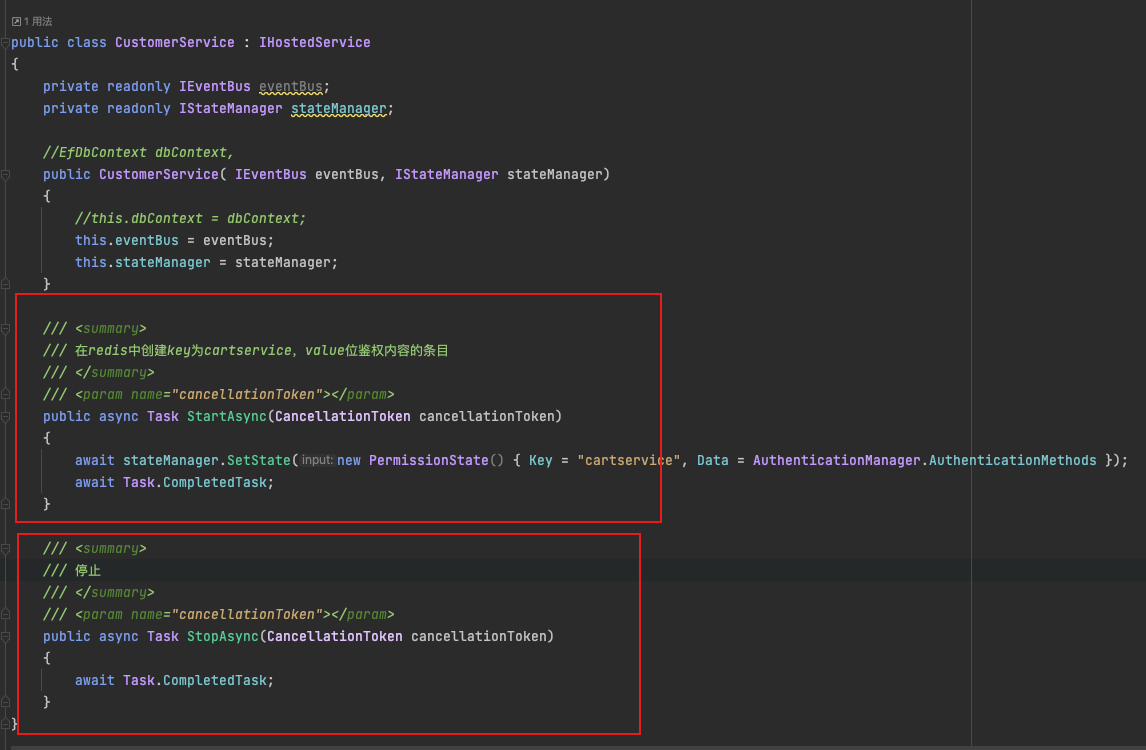 1 用法
public class CustomerService : IHostedService
{
    private readonly IEventBus eventBus;
    private readonly IStateManager stateManager;

    //EfDbContext dbContext,
    public CustomerService( IEventBus eventBus, IStateManager stateManager)
    {
        //this.dbContext = dbContext;
        this.eventBus = eventBus;
        this.stateManager = stateManager;
    }

    /// <summary>
    /// 在redis中创建key为cartservice，value位鉴权内容的条目
    /// </summary>
    /// <param name="cancellationToken"></param>
    public async Task StartAsync(CancellationToken cancellationToken)
    {
        await stateManager.SetState(input: new PermissionState() { Key = "cartservice", Data = AuthenticationManager.AuthenticationMethods });
        await Task.CompletedTask;
    }

    /// <summary>
    /// 停止
    /// </summary>
    /// <param name="cancellationToken"></param>
    public async Task StopAsync(CancellationToken cancellationToken)
    {
        await Task.CompletedTask;
    }
}